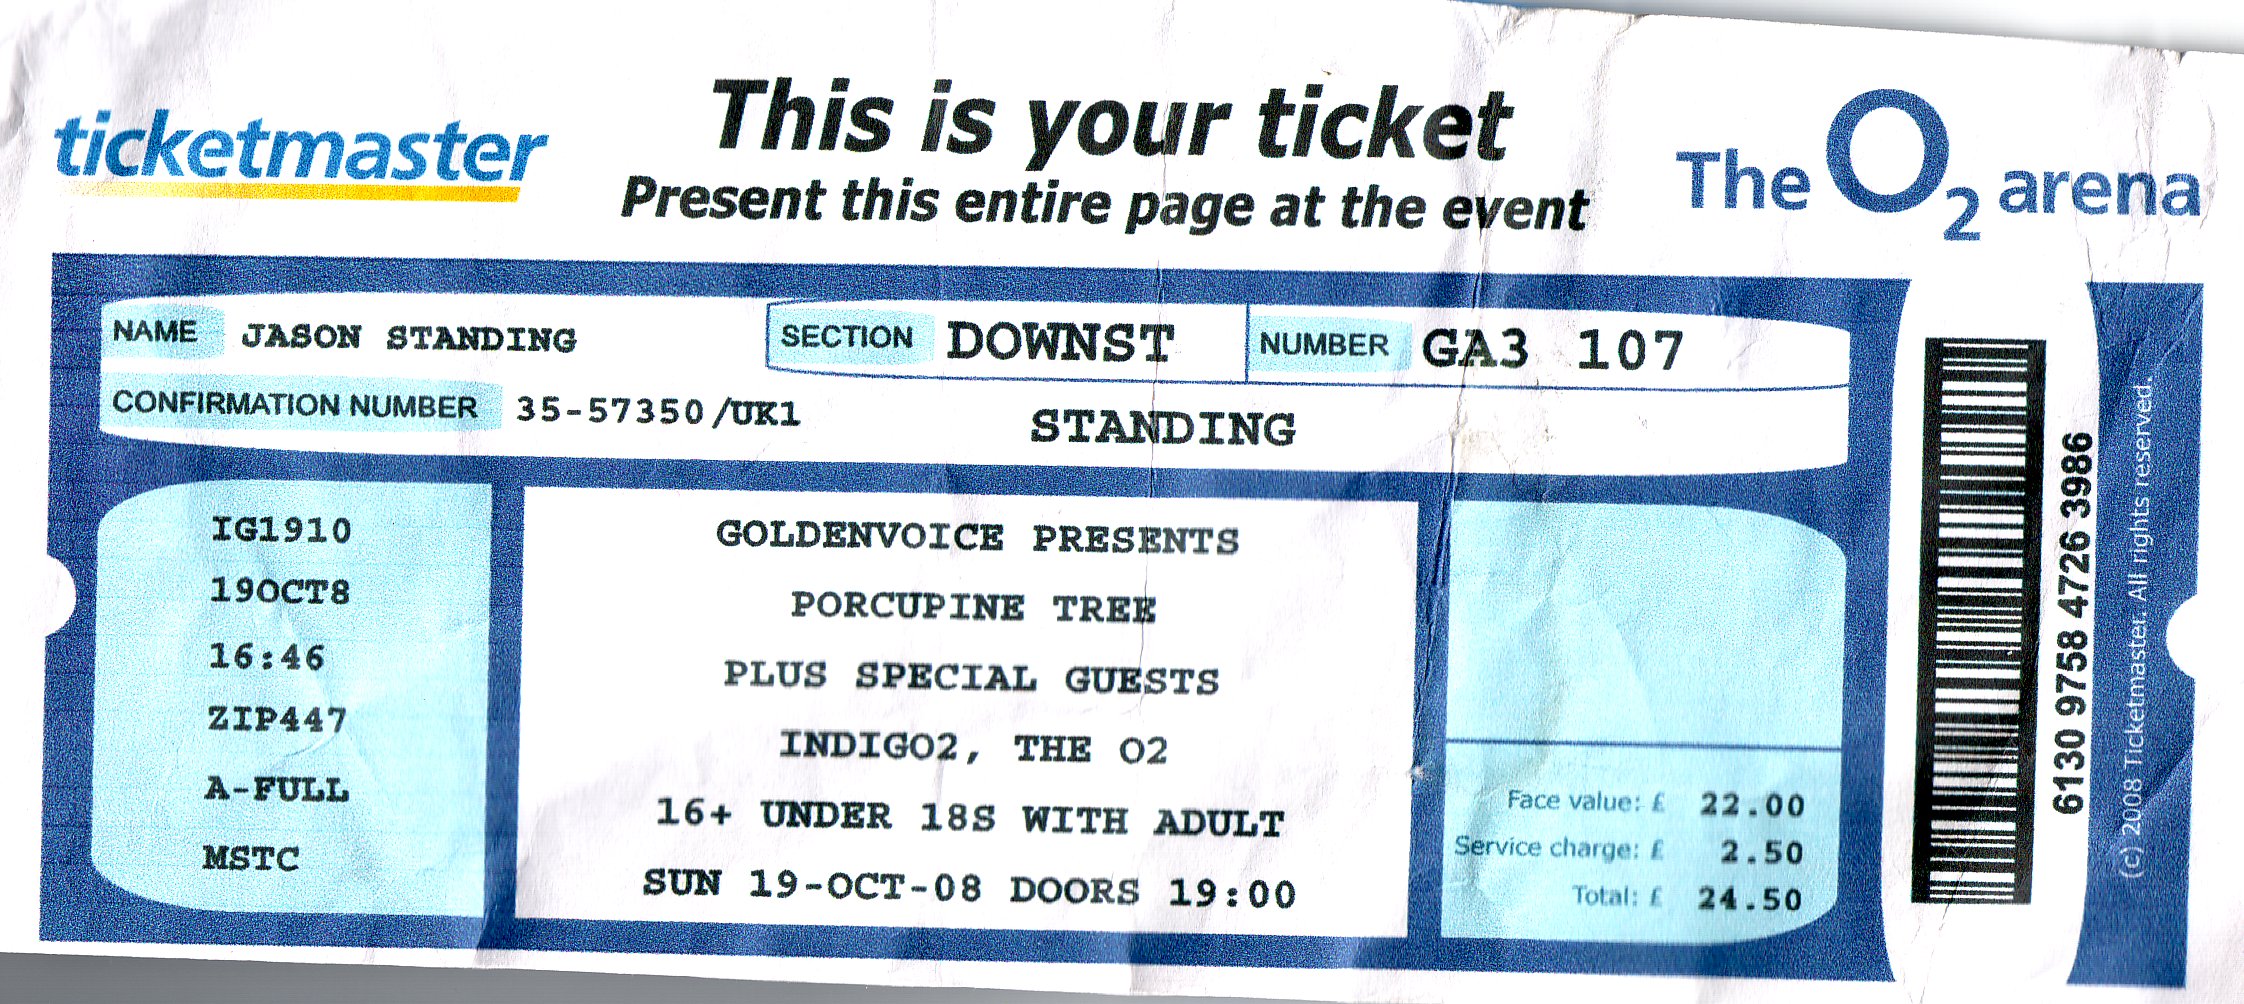 ticketmaster
This is your ticket
Present this entire page at the event
The O2 arena
NAME JASON STANDING
SECTION DOWNST
NUMBER GA3 107
CONFIRMATION NUMBER 35-57350/UK1
STANDING
IG1910
19OCT8
16:46
ZIP447
A-FULL
MSTC
GOLDENVOICE PRESENTS
PORCUPINE TREE
PLUS SPECIAL GUESTS
INDIGO2, THE O2
16+ UNDER 18S WITH ADULT
SUN 19-OCT-08 DOORS 19:00
Face value: £ 22.00
Service charge: £ 2.50
Total: £ 24.50
6130 9758 4726 3986
(c) 2008 Ticketmaster. All rights reserved.